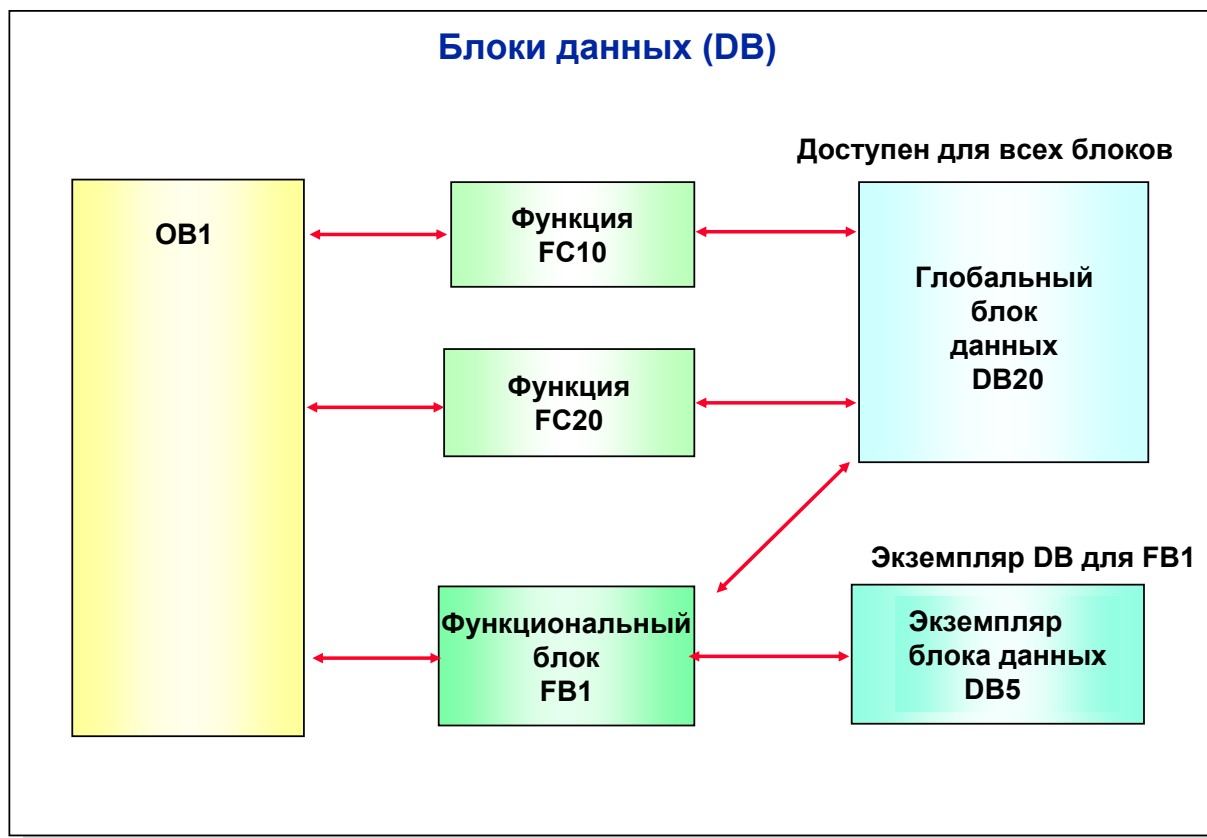 Блоки данных (DB)
Доступен для всех блоков
OB1
Функция
FC10
Глобальный
блок
данных
DB20
Функция
FC20
Экземпляр DB для FB1
Функциональный
блок
FB1
Экземпляр
блока данных
DB5